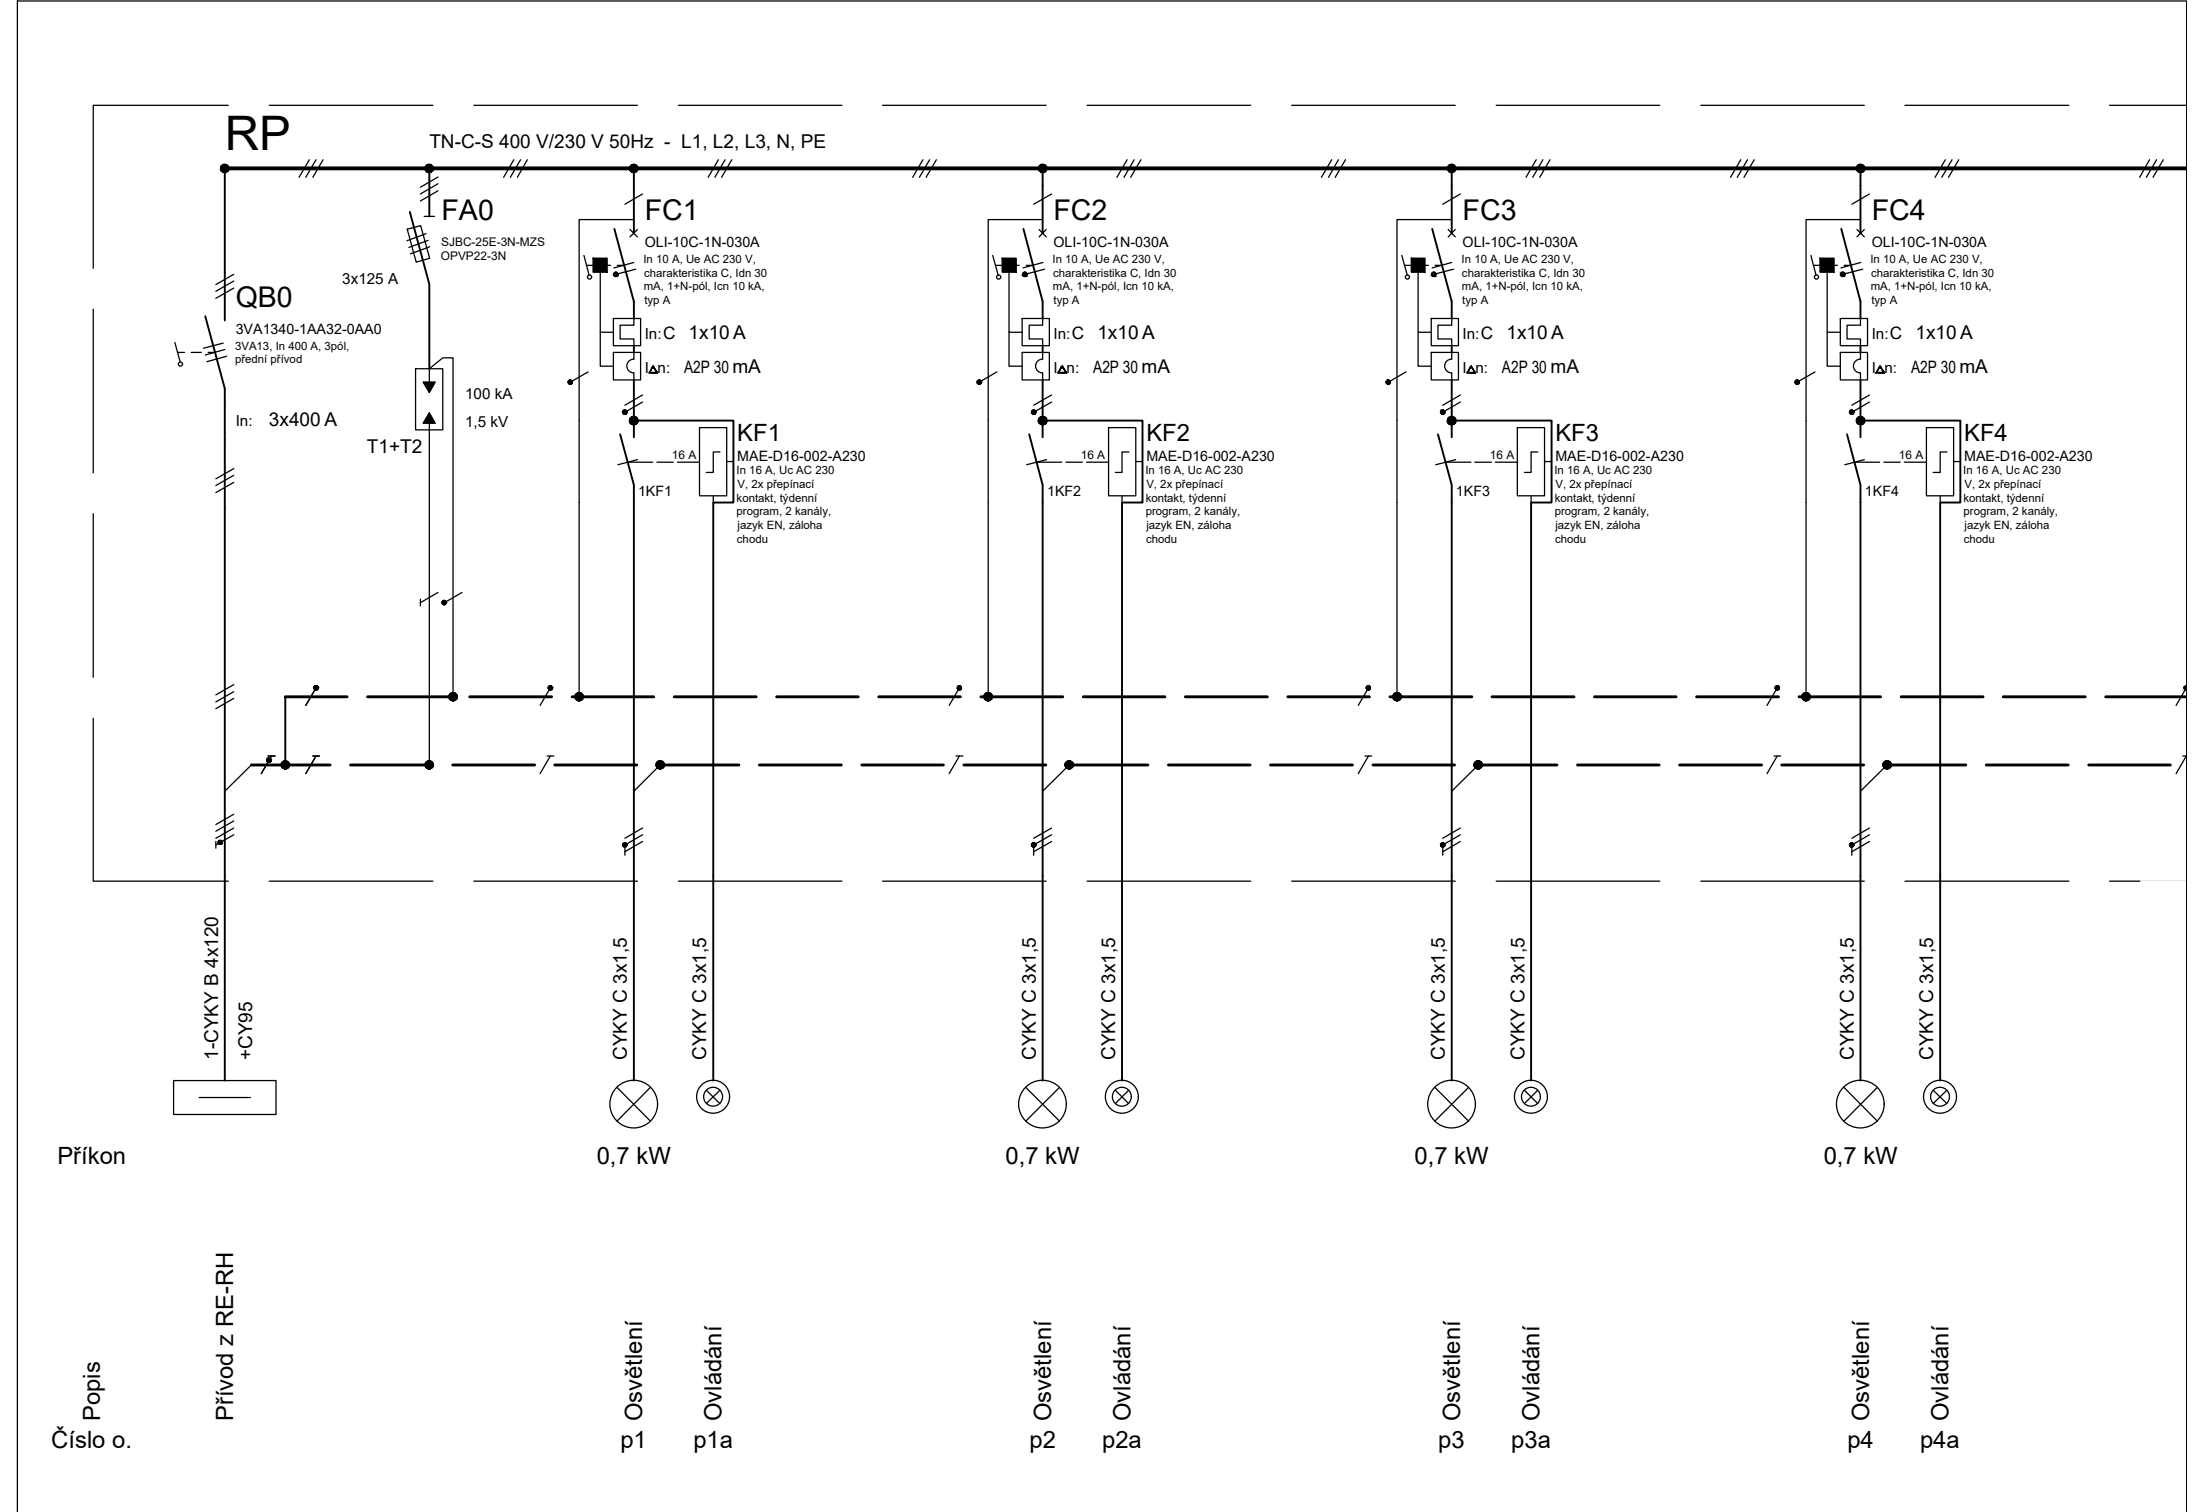 RP
TN-C-S 400 V/230 V 50Hz - L1, L2, L3, N, PE
QB0
3VA1340-1AA32-0AA0
3VA13, In 400 A, 3pól,
přední přívod
In: 3x400 A
FA0
SJBC-25E-3N-MZS
OPVP22-3N
3x125 A
100 kA
1,5 kV
T1+T2
FC1
OLI-10C-1N-030A
In 10 A, Ue AC 230 V,
charakteristika C, Idn 30
mA, 1+N-pól, Icn 10 kA,
typ A
In: C 1x10 A
I∆n: A2P 30 mA
KF1
MAE-D16-002-A230
In 16 A, Uc AC 230
V, 2x přepínací
kontakt, týdenní
program, 2 kanály,
jazyk EN, záloha
chodu
16 A
1KF1
FC2
OLI-10C-1N-030A
In 10 A, Ue AC 230 V,
charakteristika C, Idn 30
mA, 1+N-pól, Icn 10 kA,
typ A
In: C 1x10 A
I∆n: A2P 30 mA
KF2
MAE-D16-002-A230
In 16 A, Uc AC 230
V, 2x přepínací
kontakt, týdenní
program, 2 kanály,
jazyk EN, záloha
chodu
16 A
1KF2
FC3
OLI-10C-1N-030A
In 10 A, Ue AC 230 V,
charakteristika C, Idn 30
mA, 1+N-pól, Icn 10 kA,
typ A
In: C 1x10 A
I∆n: A2P 30 mA
KF3
MAE-D16-002-A230
In 16 A, Uc AC 230
V, 2x přepínací
kontakt, týdenní
program, 2 kanály,
jazyk EN, záloha
chodu
16 A
1KF3
FC4
OLI-10C-1N-030A
In 10 A, Ue AC 230 V,
charakteristika C, Idn 30
mA, 1+N-pól, Icn 10 kA,
typ A
In: C 1x10 A
I∆n: A2P 30 mA
KF4
MAE-D16-002-A230
In 16 A, Uc AC 230
V, 2x přepínací
kontakt, týdenní
program, 2 kanály,
jazyk EN, záloha
chodu
16 A
1KF4
1-CYKY B 4x120
+CY95
CYKY C 3x1,5
CYKY C 3x1,5
CYKY C 3x1,5
CYKY C 3x1,5
CYKY C 3x1,5
CYKY C 3x1,5
CYKY C 3x1,5
CYKY C 3x1,5
Příkon
0,7 kW
0,7 kW
0,7 kW
0,7 kW
Popis
Přívod z RE-RH
Osvětlení
Ovládání
Osvětlení
Ovládání
Osvětlení
Ovládání
Osvětlení
Ovládání
Číslo o.
p1
p1a
p2
p2a
p3
p3a
p4
p4a